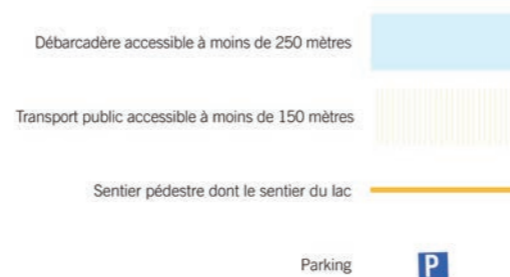 Débarcadère accessible à moins de 250 mètres
Transport public accessible à moins de 150 mètres
Sentier pédestre dont le sentier du lac
Parking
P